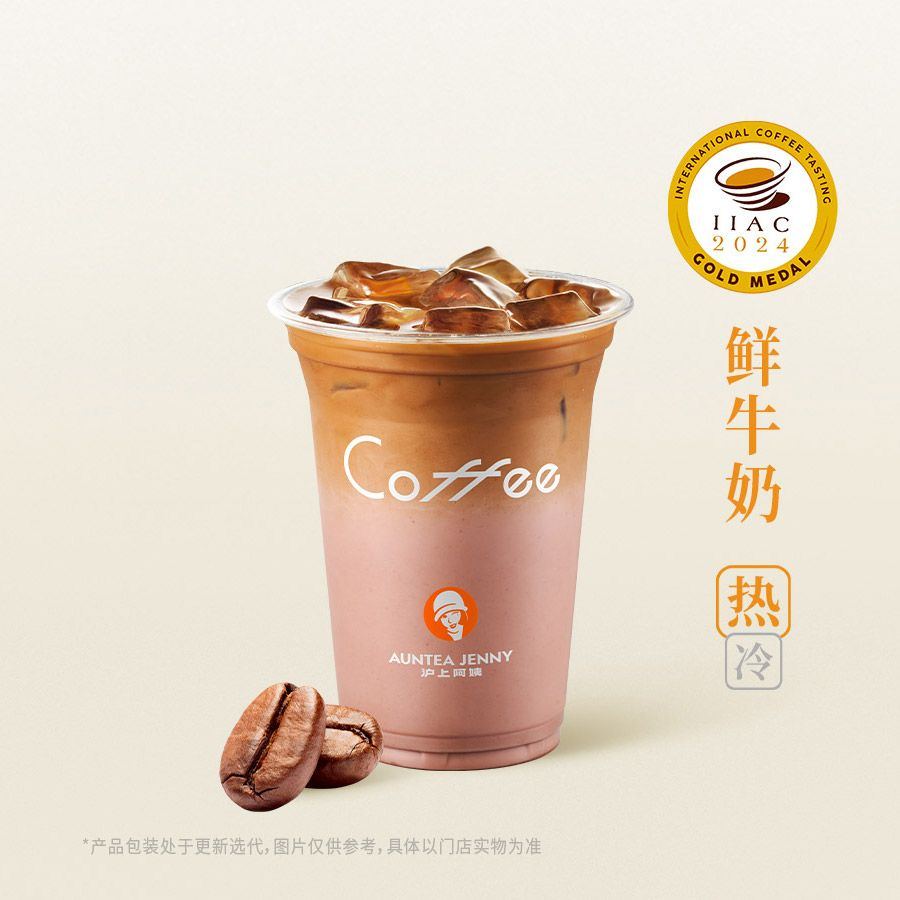 INTERNATIONAL COFFEE TASTING
IIAC
2024
GOLD MEDAL
鲜牛奶
热
冷
Coffee
AUNTEA JENNY
沪上阿姨
*产品包装处于更新迭代,图片仅供参考,具体以门店实物为准